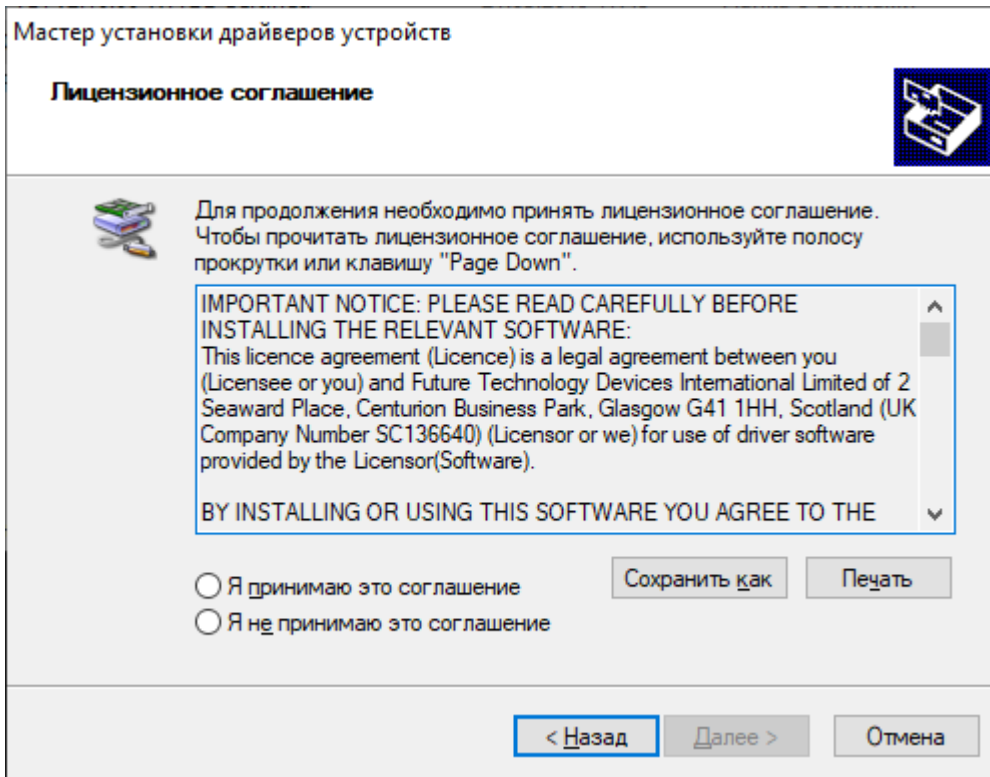 Мастер установки драйверов устройств
Лицензионное соглашение
Для продолжения необходимо принять лицензионное соглашение.
Чтобы прочитать лицензионное соглашение, используйте полосу
прокрутки или клавишу "Page Down".
IMPORTANT NOTICE: PLEASE READ CAREFULLY BEFORE
INSTALLING THE RELEVANT SOFTWARE:
This licence agreement (Licence) is a legal agreement between you
(Licensee or you) and Future Technology Devices International Limited of 2
Seaward Place, Centurion Business Park, Glasgow G41 1HH, Scotland (UK
Company Number SC136640) (Licensor or we) for use of driver software
provided by the Licensor(Software).
BY INSTALLING OR USING THIS SOFTWARE YOU AGREE TO THE
Я принимаю это соглашение
Сохранить как
Печать
Я не принимаю это соглашение
< Назад
Далее >
Отмена